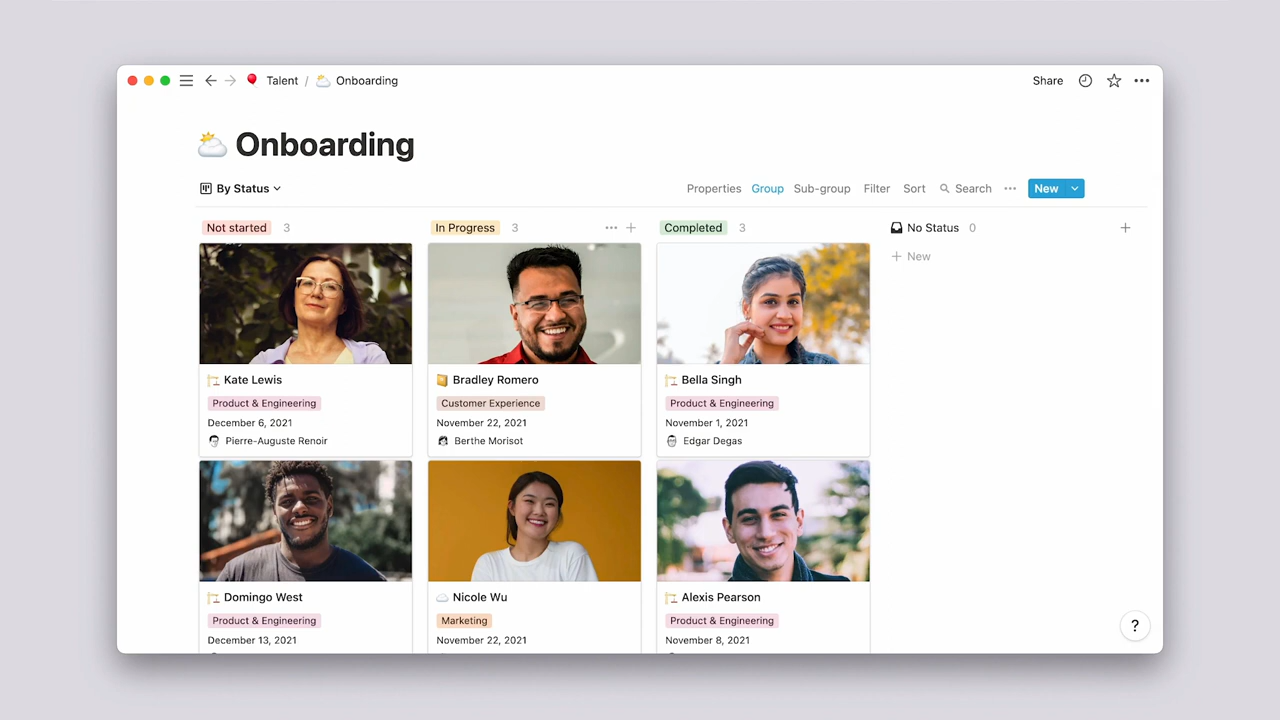 Talent / Onboarding
Share
Onboarding
By Status
Properties Group Sub-group Filter Sort Search New
Not started 3
In Progress 3
Completed 3
No Status 0
New
Kate Lewis
Product & Engineering
December 6, 2021
Pierre-Auguste Renoir
Bradley Romero
Customer Experience
November 22, 2021
Berthe Morisot
Bella Singh
Product & Engineering
November 1, 2021
Edgar Degas
Domingo West
Product & Engineering
December 13, 2021
Nicole Wu
Marketing
November 22, 2021
Alexis Pearson
Product & Engineering
November 8, 2021
?